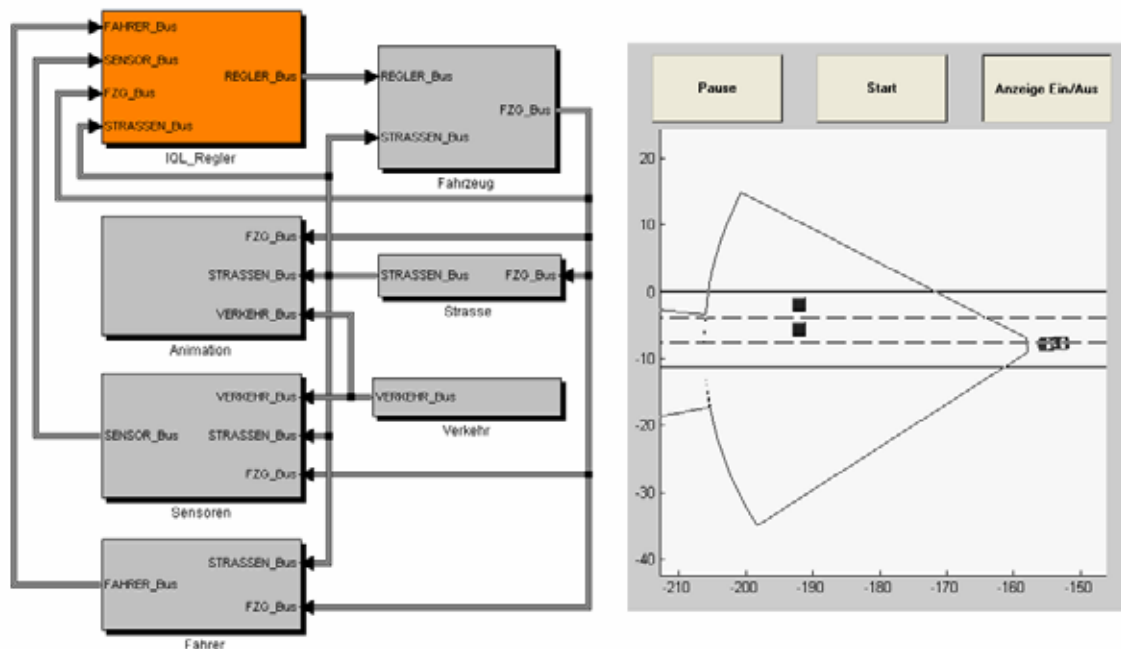 FAHRER_Bus
SENSOR_Bus
REGLER_Bus
FZG_Bus
STRASSEN_Bus
IQL_Regler
REGLER_Bus
FZG_Bus
STRASSEN_Bus
Fahrzeug
FZG_Bus
STRASSEN_Bus
VERKEHR_Bus
Animation
STRASSEN_Bus
FZG_Bus
Strasse
VERKEHR_Bus
Verkehr
VERKEHR_Bus
SENSOR_Bus
STRASSEN_Bus
FZG_Bus
Sensoren
STRASSEN_Bus
FAHRER_Bus
FZG_Bus
Fahrer
Pause
Start
Anzeige Ein/Aus
20
10
0
-10
-20
-30
-40
-210 -200 -190 -180 -170 -160 -150